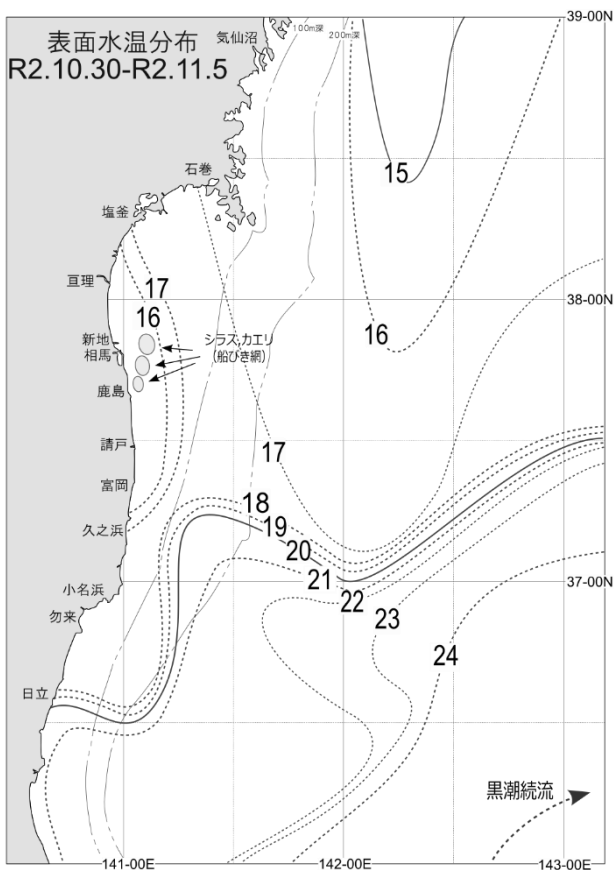 表面水温分布
R2.10.30-R2.11.5
気仙沼
100m深
200m深
39-00N
石巻
15
塩釜
亘理
17
38-00N
16
16
新地
相馬
シラス,カエリ
(船びき網)
鹿島
請戸
17
富岡
18
久之浜
19
20
小名浜
21
37-00N
勿来
22
23
24
日立
黒潮続流
141-00E
142-00E
143-00E